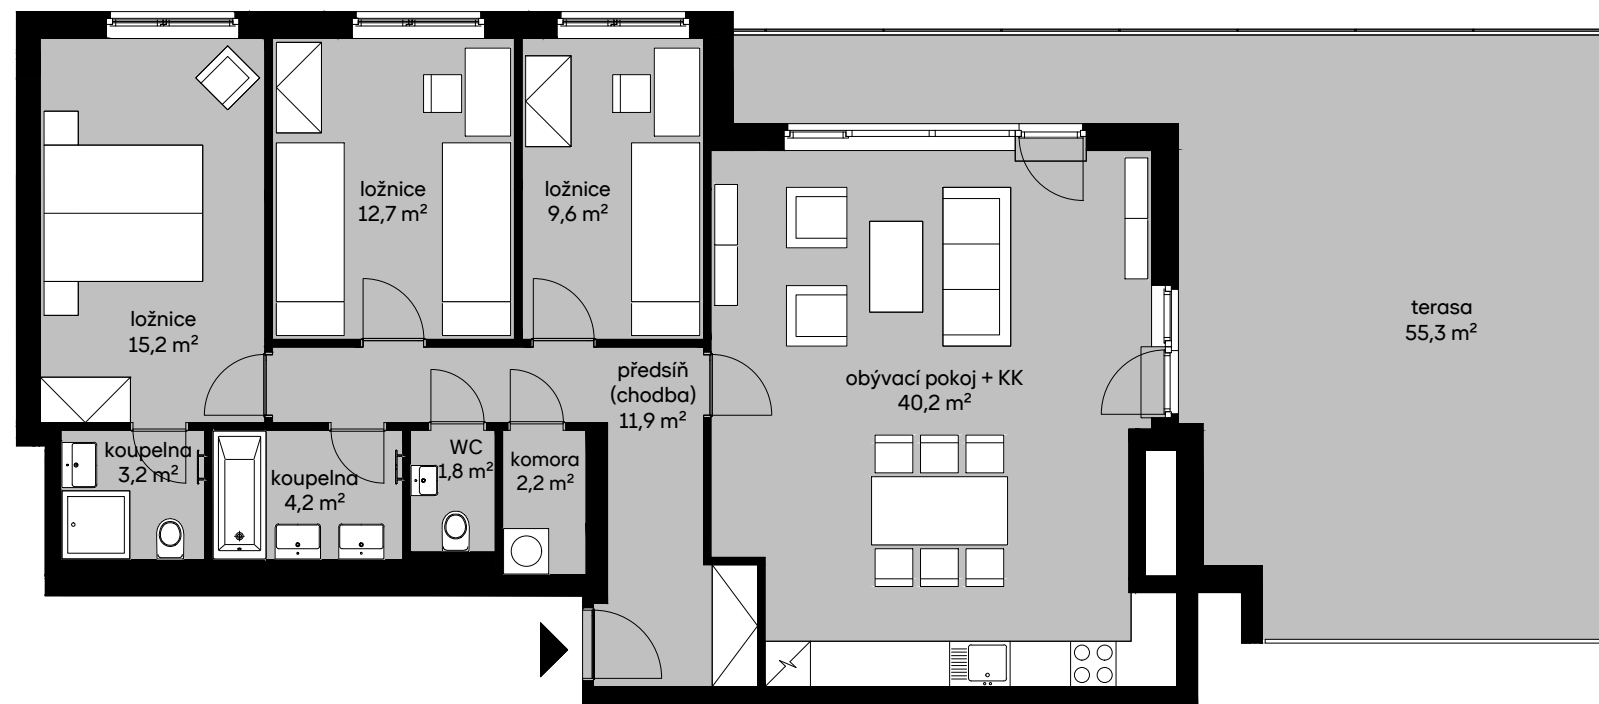 ložnice
12,7 m²
ložnice
9,6 m²
ložnice
15,2 m²
terasa
55,3 m²
předsíň
(chodba)
11,9 m²
obývací pokoj + KK
40,2 m²
koupelna
3,2 m²
koupelna
4,2 m²
WC
1,8 m²
komora
2,2 m²